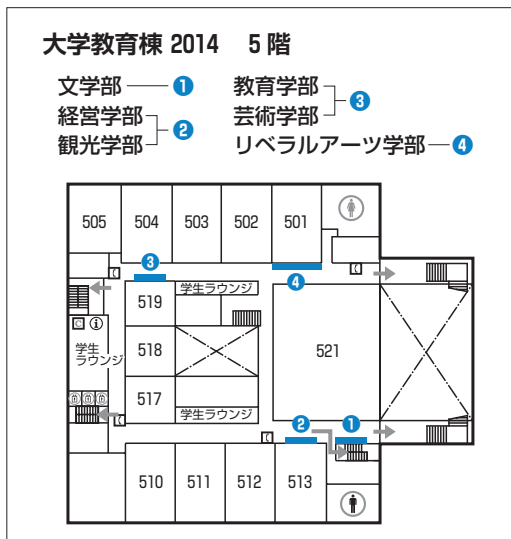 大学教育棟 2014 5階
文学部 ❶
経営学部
観光学部 ❷
教育学部
芸術学部 ❸
リベラルアーツ学部 ❹
505 504 503 502 501
❸
❹
519
学生ラウンジ
C i
学生
ラウンジ
518
521
517
学生ラウンジ
❷ ❶
510 511 512 513